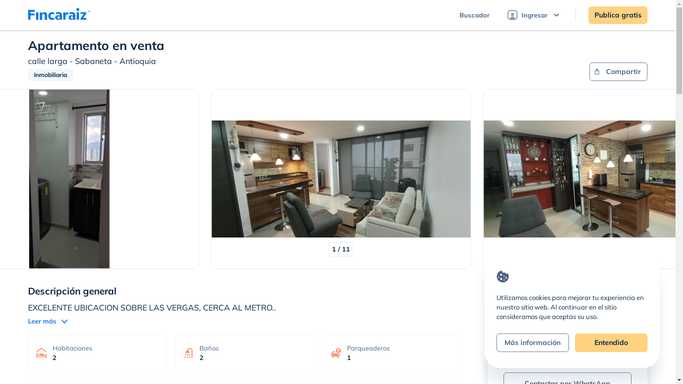 Fincaraiz
Buscador
Ingresar
Publica gratis
Apartamento en venta
calle larga - Sabaneta - Antioquia
Inmobiliaria
Compartir
1 / 11
Descripción general
EXCELENTE UBICACION SOBRE LAS VERGAS, CERCA AL METRO..
Leer más
Habitaciones
2
Baños
2
Parqueaderos
1
Utilizamos cookies para mejorar tu experiencia en
nuestro sitio web. Al continuar en el sitio
consideramos que aceptas su uso.
Más información
Entendido
Contactar por WhatsApp